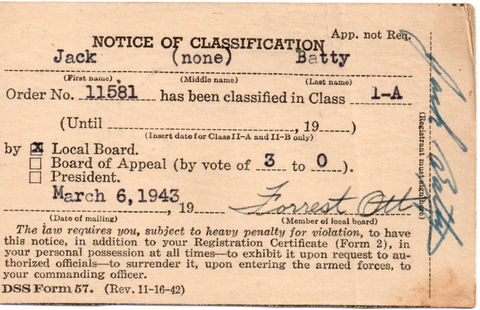 App. not Req.
NOTICE OF CLASSIFICATION
Jack (none) Batty
(First name) (Middle name) (Last name)
Order No. 11581 has been classified in Class 1-A
(Until , 19 )
(Insert date for Class II-A and II-B only)
by ☒ Local Board.
☐ Board of Appeal (by vote of 3 to 0).
☐ President.
March 6, 1943, 19 Forrest Ott
(Date of mailing) (Member of local board)
The law requires you, subject to heavy penalty for violation, to have
this notice, in addition to your Registration Certificate (Form 2), in
your personal possession at all times—to exhibit it upon request to au-
thorized officials—to surrender it, upon entering the armed forces, to
your commanding officer.
DSS Form 57. (Rev. 11-16-42)
Jack Batty
(Registrant must sign here)